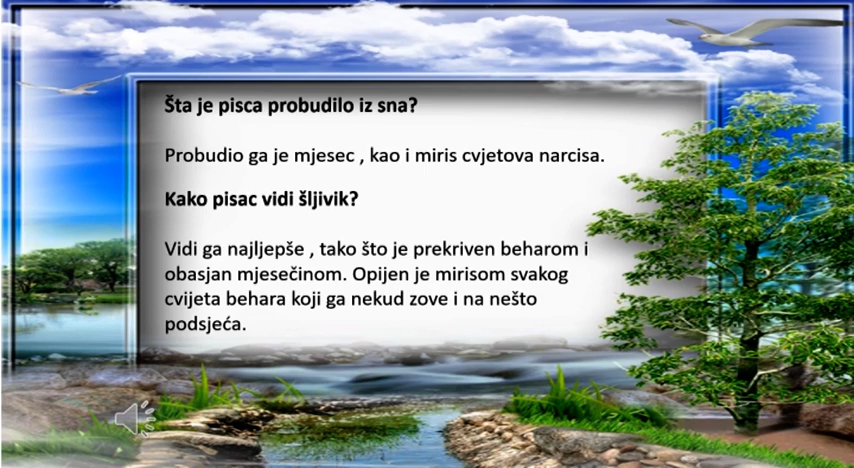 Šta je pisca probudilo iz sna?
Probudio ga je mjesec , kao i miris cvjetova narcisa.
Kako pisac vidi šljivik?
Vidi ga najljepše , tako što je prekriven beharom i
obasjan mjesečinom. Opijen je mirisom svakog
cvijeta behara koji ga nekud zove i na nešto
podsjeća.